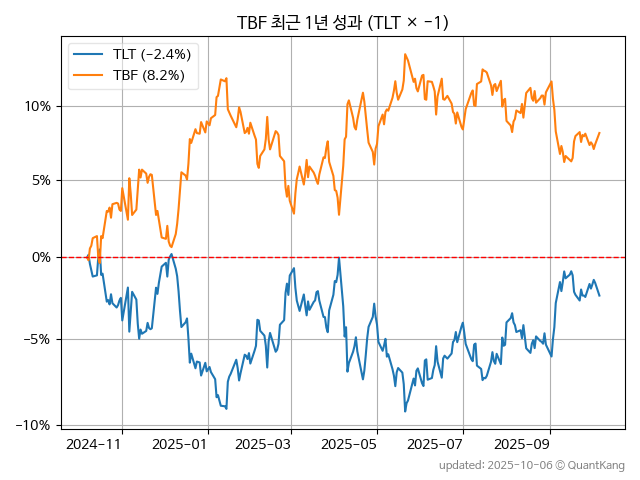 TBF 최근 1년 성과 (TLT × −1)
TLT (−2.4%)
TBF (8.2%)
10%
5%
0%
−5%
−10%
2024−11 2025−01 2025−03 2025−05 2025−07 2025−09
updated: 2025-10-06 © QuantKang